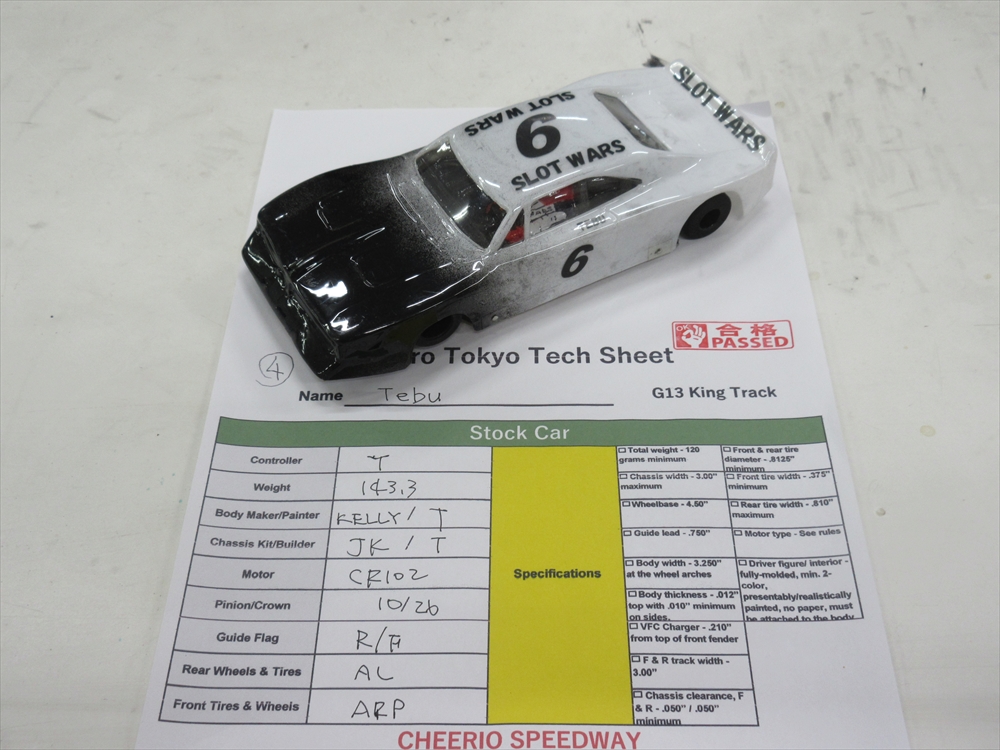 SLOT WARS
SLOT WARS
6
SLOT WARS
6
OK 合格
PASSED
④
ro Tokyo Tech Sheet
Name Tebu
G13 King Track
Stock Car
Controller T
Weight 143.3
Body Maker/Painter KELLY / T
Chassis Kit/Builder JK / T
Motor CR102
Pinion/Crown 10/26
Guide Flag R/F
Rear Wheels & Tires AL
Front Tires & Wheels ARP
Specifications
☐ Total weight - 120
grams minimum
☐ Chassis width - 3.00"
maximum
☐ Wheelbase - 4.50"
☐ Guide lead - .750"
☐ Body width - 3.250"
at the wheel arches
☐ Body thickness - .012"
top with .010" minimum
on sides.
☐ VFC Charger - .210"
from top of front fender
☐ F & R track width -
3.00"
☐ Chassis clearance, F
& R - .050" / .050"
minimum
☐ Front & rear tire
diameter - .8125"
minimum
☐ Front tire width - .375"
minimum
☐ Rear tire width - .810"
maximum
☐ Motor type - See rules
☐ Driver figure/ interior -
fully-molded, min. 2-
color,
presentably/realistically
painted, no paper, must
be attached to the body
CHEERIO SPEEDWAY